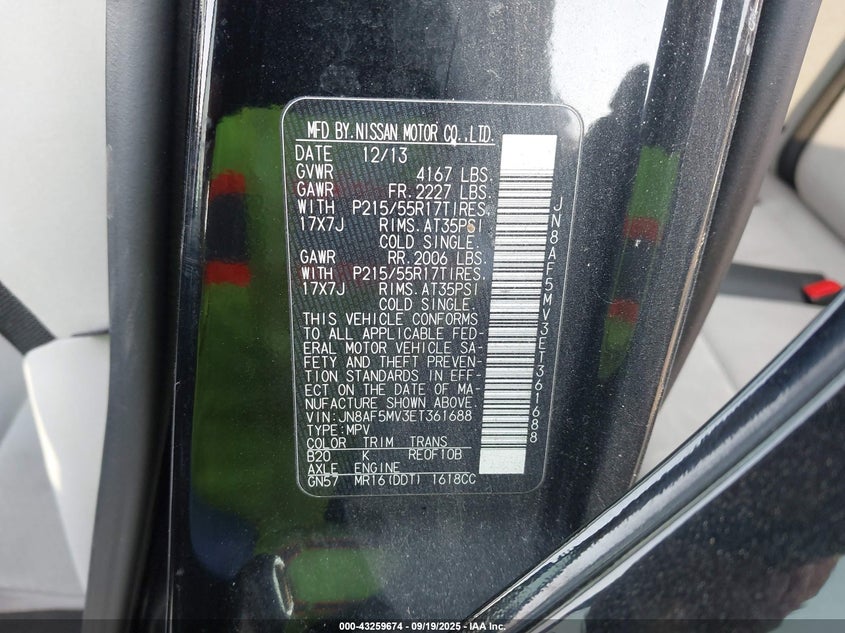 MFD BY.NISSAN MOTOR CO.,LTD.
DATE 12/13
GVWR 4167 LBS.
GAWR FR. 2227 LBS.
WITH P215/55R17TIRES.
17X7J RIMS. AT35PSI
COLD SINGLE.
GAWR RR. 2006 LBS.
WITH P215/55R17TIRES.
17X7J RIMS. AT35PSI
COLD SINGLE.
THIS VEHICLE CONFORMS
TO ALL APPLICABLE FED-
ERAL MOTOR VEHICLE SA-
FETY AND THEFT PREVEN-
TION STANDARDS IN EFF-
ECT ON THE DATE OF MA-
NUFACTURE SHOWN ABOVE.
VIN:JN8AF5MV3ET361688
TYPE:MPV
COLOR TRIM TRANS
B20 K RE0F10B
AXLE ENGINE
GN57 MR16(DDT) 1618CC
JN8AF5MV3ET361688
000-43259674 - 09/19/2025 - IAA Inc.